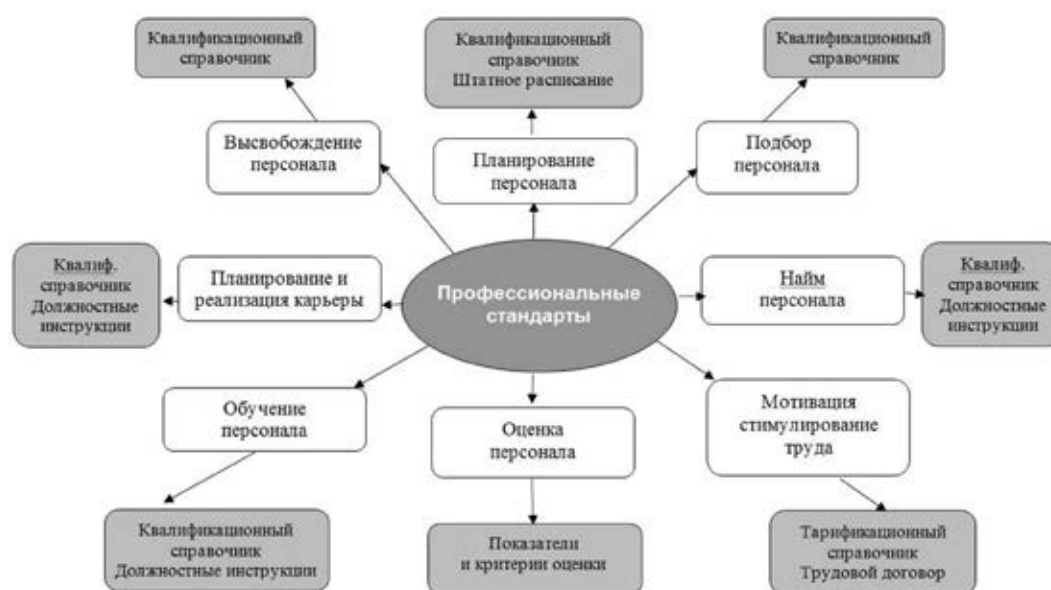 Квалификационный
справочник
Квалификационный
справочник
Штатное расписание
Квалификационный
справочник
Высвобождение
персонала
Планирование
персонала
Подбор
персонала
Квалиф.
справочник
Должностные
инструкции
Планирование и
реализация карьеры
Профессиональные
стандарты
Найм
персонала
Квалиф.
справочник
Должностные
инструкции
Обучение
персонала
Оценка
персонала
Мотивация
стимулирование
труда
Квалификационный
справочник
Должностные инструкции
Показатели
и критерии оценки
Тарификационный
справочник
Трудовой договор